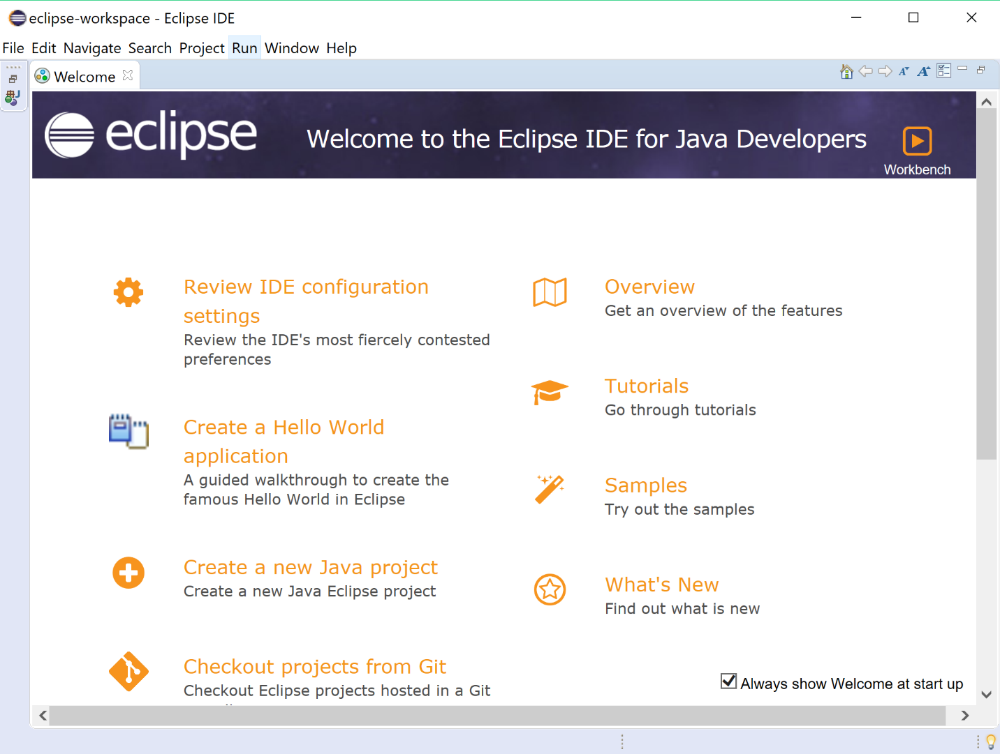 eclipse-workspace - Eclipse IDE
File Edit Navigate Search Project Run Window Help
Welcome
eclipse
Welcome to the Eclipse IDE for Java Developers
Workbench
Review IDE configuration
settings
Review the IDE's most fiercely contested
preferences
Create a Hello World
application
A guided walkthrough to create the
famous Hello World in Eclipse
Create a new Java project
Create a new Java Eclipse project
Checkout projects from Git
Checkout Eclipse projects hosted in a Git
Overview
Get an overview of the features
Tutorials
Go through tutorials
Samples
Try out the samples
What's New
Find out what is new
Always show Welcome at start up